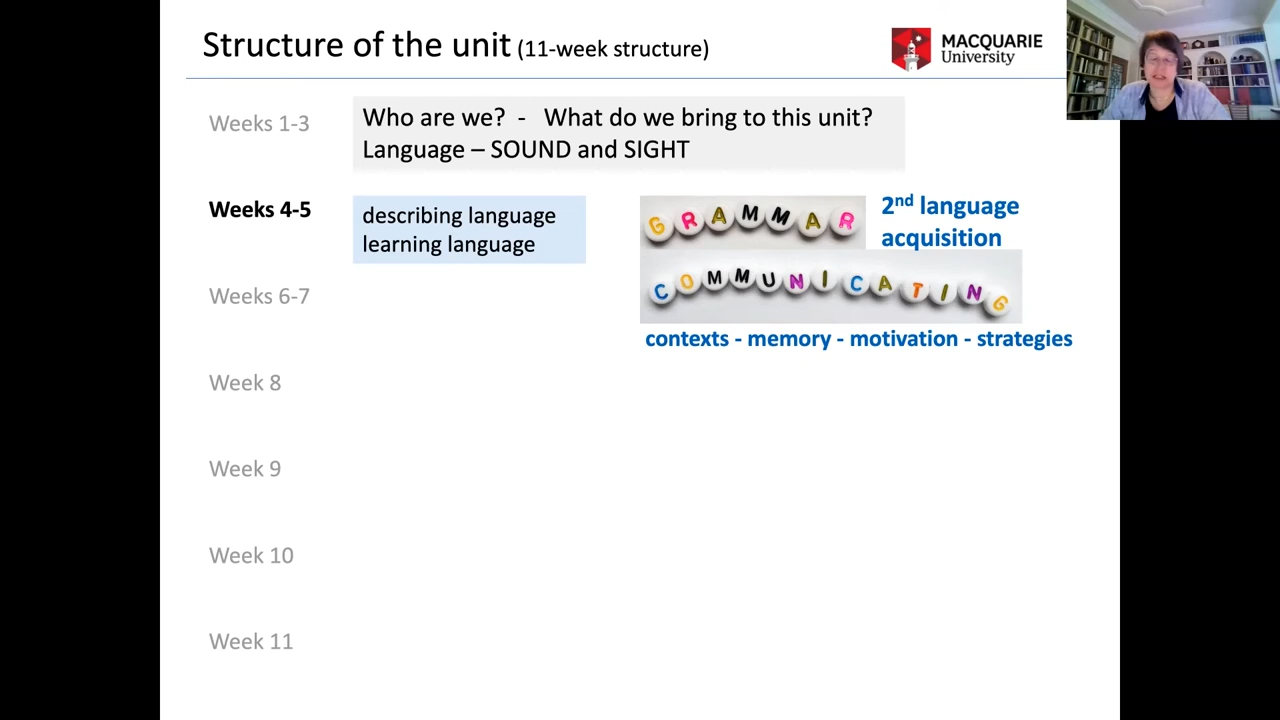 Structure of the unit (11-week structure)
MACQUARIE
University
Weeks 1-3
Who are we? - What do we bring to this unit?
Language – SOUND and SIGHT
Weeks 4-5
describing language
learning language
GRAMMAR
2nd language
acquisition
COMMUNICATING
contexts - memory - motivation - strategies
Weeks 6-7
Week 8
Week 9
Week 10
Week 11